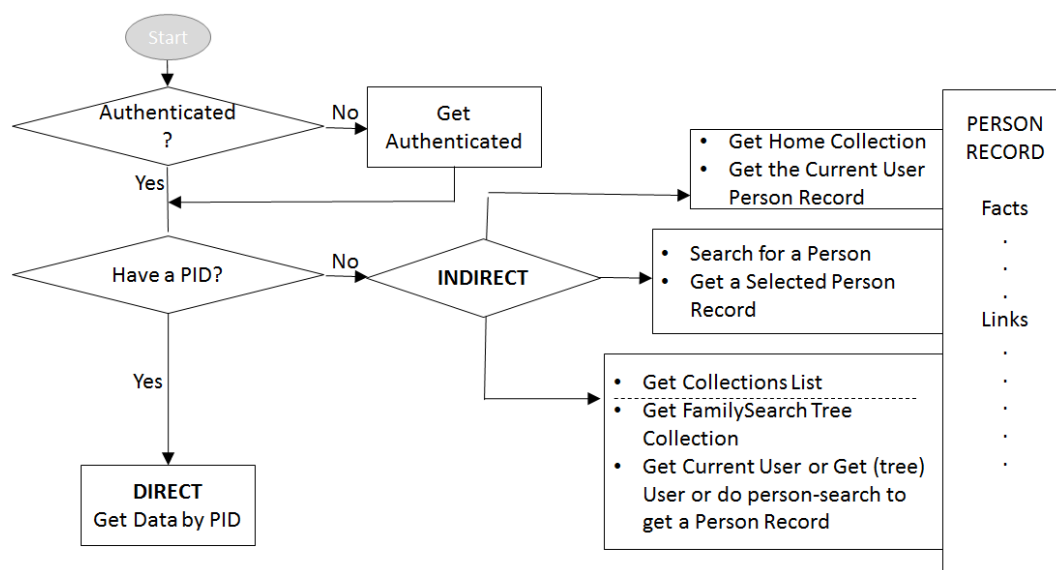 Start
Authenticated
?
No
Get
Authenticated
Yes
Have a PID?
No
INDIRECT
Yes
DIRECT
Get Data by PID
• Get Home Collection
• Get the Current User
Person Record
• Search for a Person
• Get a Selected Person
Record
• Get Collections List
• Get FamilySearch Tree
Collection
• Get Current User or Get (tree)
User or do person-search to
get a Person Record
PERSON
RECORD
Facts
.
.
.
Links
.
.
.
.
.